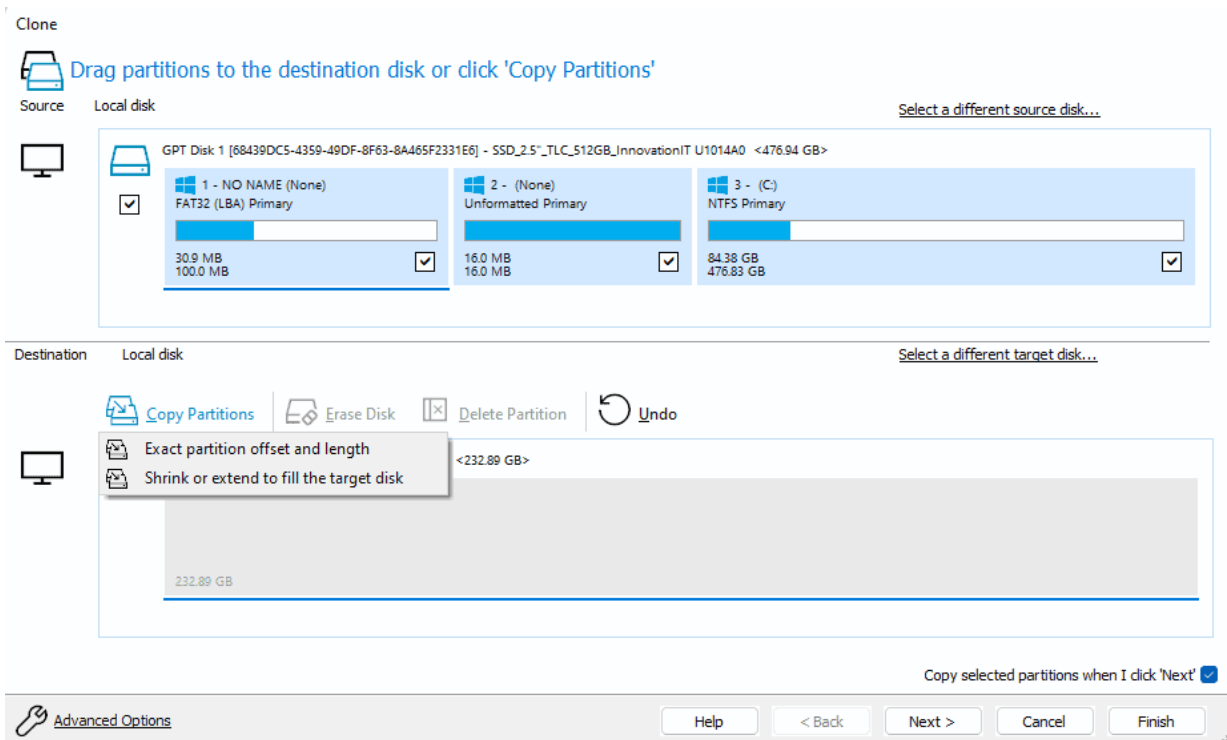 Clone
Drag partitions to the destination disk or click 'Copy Partitions'
Source Local disk Select a different source disk...
GPT Disk 1 [68439DC5-4359-49DF-8F63-8A465F2331E6] - SSD_2.5"_TLC_512GB_InnovationIT U1014A0 <476.94 GB>
1 - NO NAME (None) 2 - (None) 3 - (C:)
FAT32 (LBA) Primary Unformatted Primary NTFS Primary
30.9 MB 16.0 MB 84.38 GB
100.0 MB 16.0 MB 476.83 GB
Destination Local disk Select a different target disk...
Copy Partitions Erase Disk Delete Partition Undo
Exact partition offset and length <232.89 GB>
Shrink or extend to fill the target disk
232.89 GB
Copy selected partitions when I click 'Next'
Advanced Options Help < Back Next > Cancel Finish